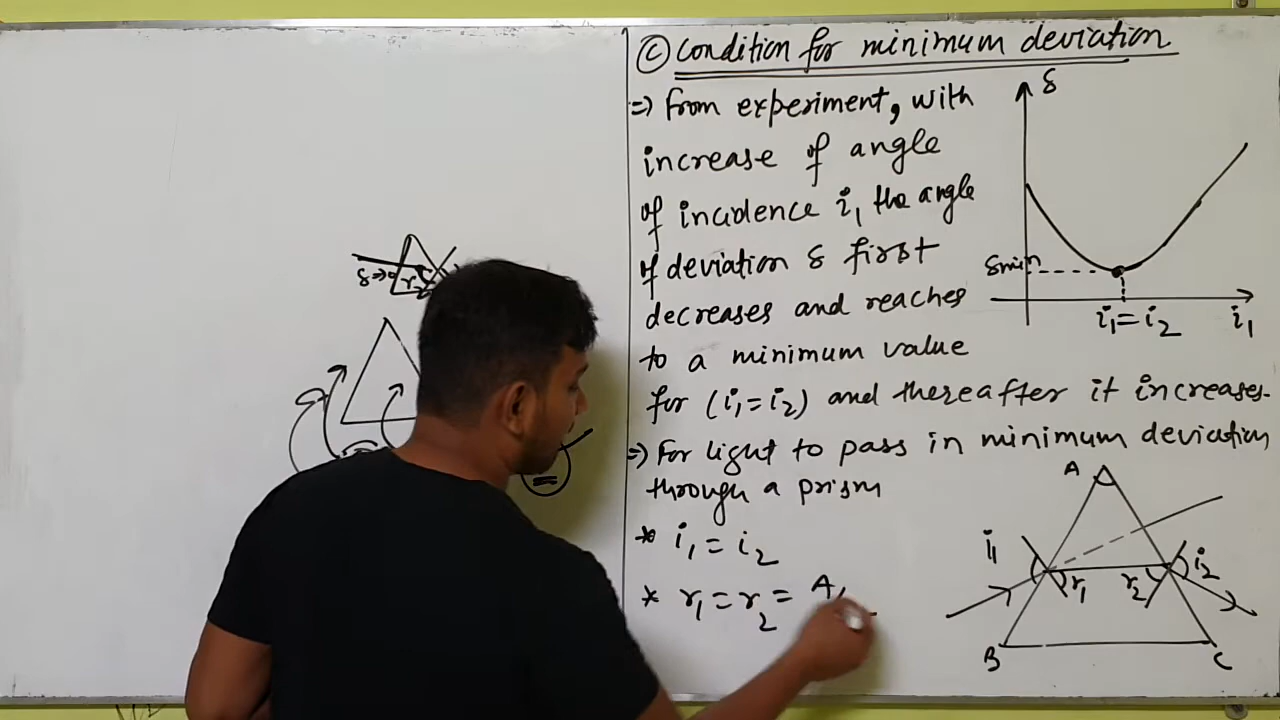 ⓒ Condition for minimum deviation
=> From experiment, with
increase of angle
of incidence i₁ the angle
of deviation δ first
decreases and reaches
to a minimum value
for (i₁ = i₂) and thereafter it increases.
=> For light to pass in minimum deviation
through a prism
* i₁ = i₂
* r₁ = r₂ = A/
δ
δmin
i₁ = i₂
i₁
A
i₁
r₁
r₂
i₂
B
C
δ
r